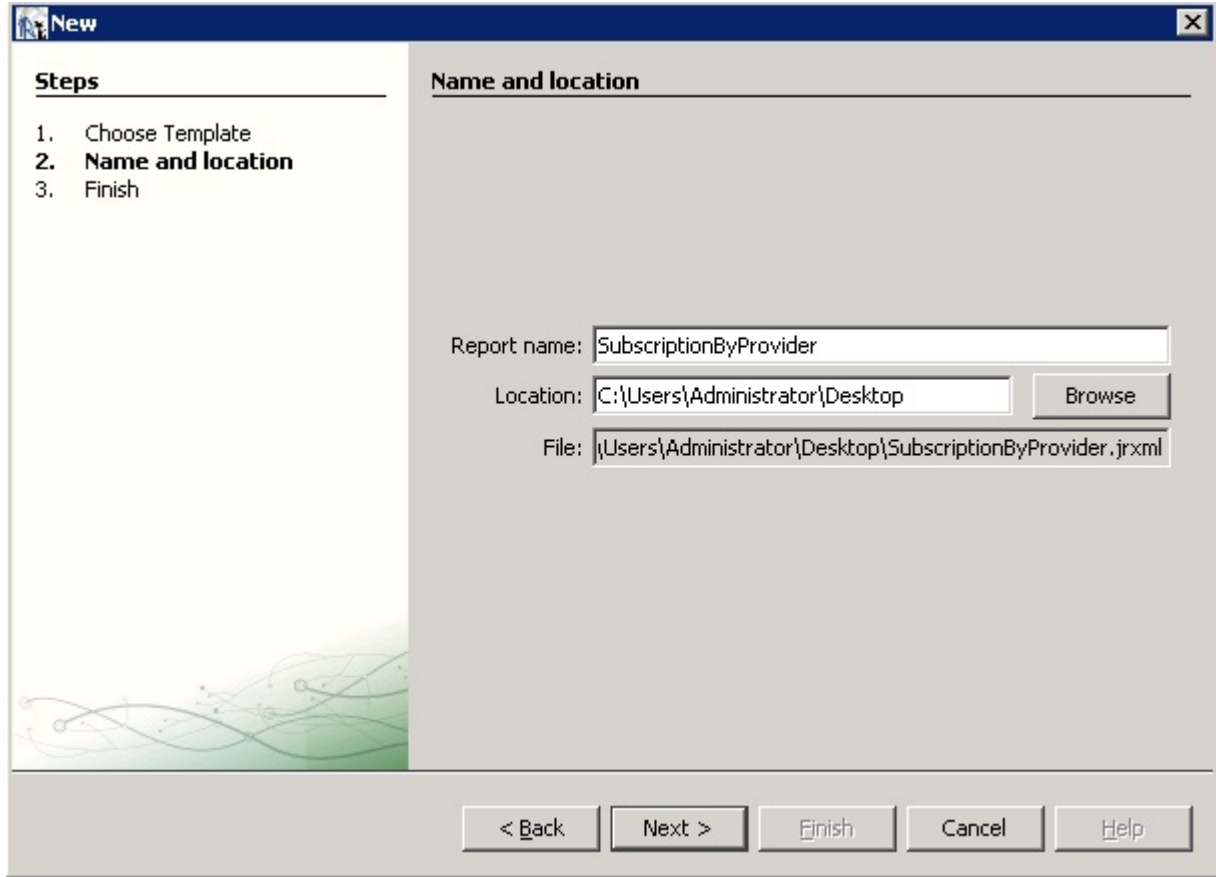 New
Steps
1. Choose Template
2. Name and location
3. Finish
Name and location
Report name: SubscriptionByProvider
Location: C:\Users\Administrator\Desktop Browse
File: \Users\Administrator\Desktop\SubscriptionByProvider.jrxml
< Back Next > Finish Cancel Help